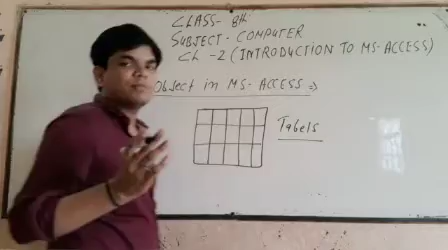 CLASS- 8th
SUBJECT- COMPUTER
Ch -2 (INTRODUCTION TO MS-ACCESS)
Object in MS-ACCESS =>
Tabels